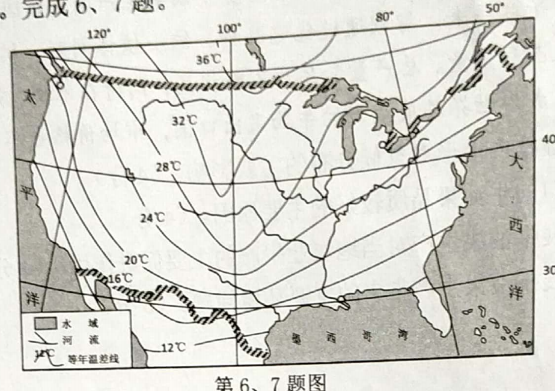 。完成6、7题。
120° 100° 80° 50°
36℃
太
32℃
40
大
28℃
平
24℃
西
20℃
16℃
30
洋
洋
水 域
河 流
等年温差线
12℃
墨 西 哥 湾
第6、7题图